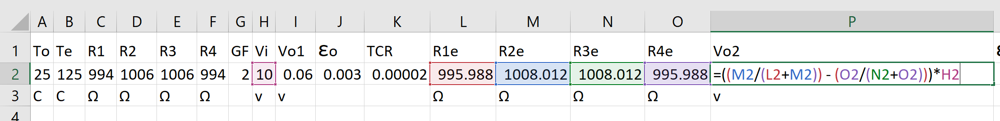 A B C D E F G H I J K L M N O P
1 To Te R1 R2 R3 R4 GF Vi Vo1 Ɛo TCR R1e R2e R3e R4e Vo2
2 25 125 994 1006 1006 994 2 10 0.06 0.003 0.00002 995.988 1008.012 1008.012 995.988 =((M2/(L2+M2)) - (O2/(N2+O2)))*H2
3 C C Ω Ω Ω Ω v v Ω Ω Ω Ω v
4